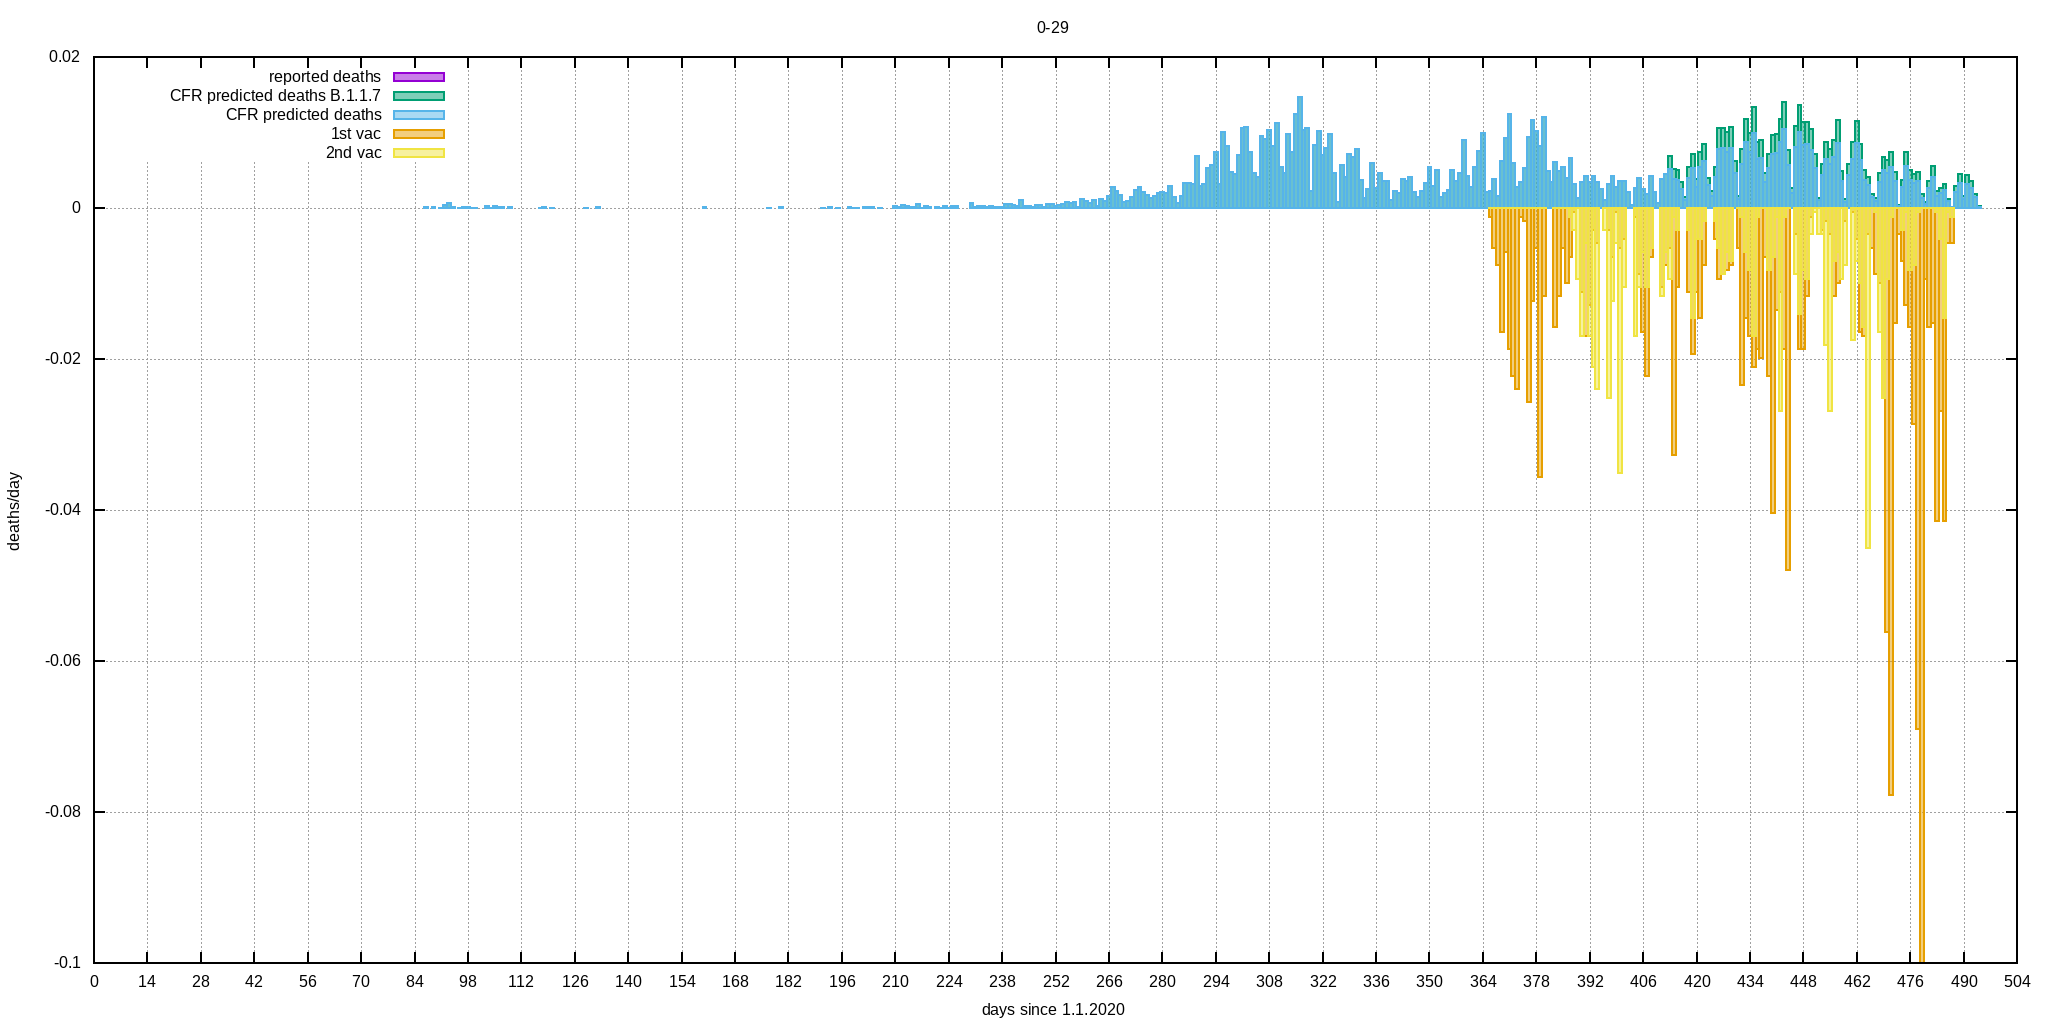 0-29
0.02
0
-0.02
-0.04
-0.06
-0.08
-0.1
deaths/day
reported deaths
CFR predicted deaths B.1.1.7
CFR predicted deaths
1st vac
2nd vac
0 14 28 42 56 70 84 98 112 126 140 154 168 182 196 210 224 238 252 266 280 294 308 322 336 350 364 378 392 406 420 434 448 462 476 490 504
days since 1.1.2020